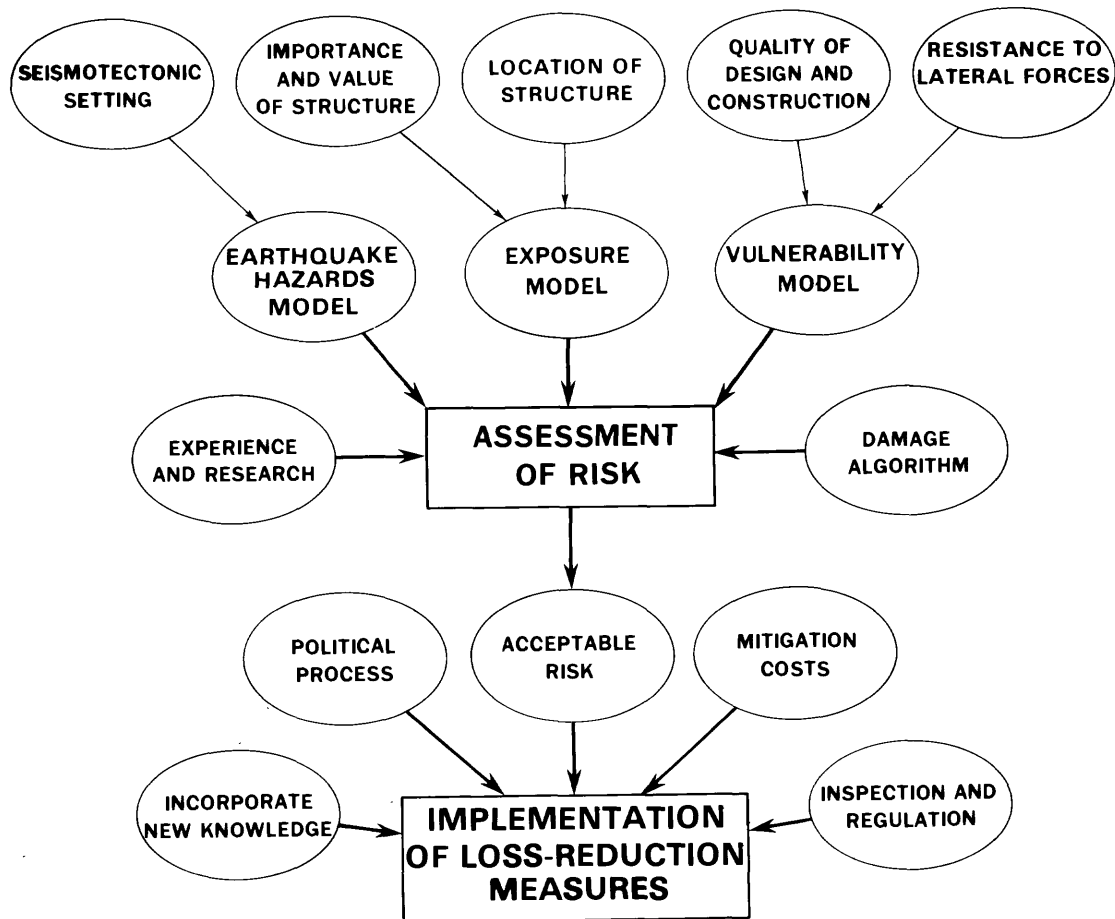 SEISMOTECTONIC
SETTING
IMPORTANCE
AND VALUE
OF STRUCTURE
LOCATION OF
STRUCTURE
QUALITY OF
DESIGN AND
CONSTRUCTION
RESISTANCE TO
LATERAL FORCES
EARTHQUAKE
HAZARDS
MODEL
EXPOSURE
MODEL
VULNERABILITY
MODEL
EXPERIENCE
AND RESEARCH
ASSESSMENT
OF RISK
DAMAGE
ALGORITHM
POLITICAL
PROCESS
ACCEPTABLE
RISK
MITIGATION
COSTS
INCORPORATE
NEW KNOWLEDGE
IMPLEMENTATION
OF LOSS-REDUCTION
MEASURES
INSPECTION AND
REGULATION